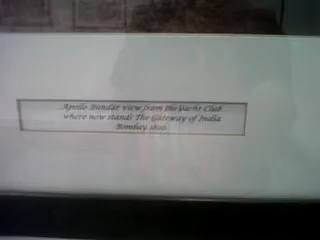 Apollo Bundar view from the Yacht Club
where now stands The Gateway of India
Bombay